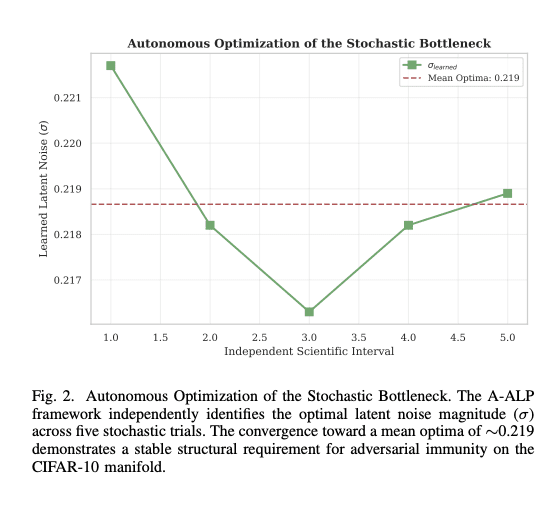 Autonomous Optimization of the Stochastic Bottleneck
σlearned
Mean Optima: 0.219
0.221
0.220
0.219
0.218
0.217
Learned Latent Noise (σ)
1.0 1.5 2.0 2.5 3.0 3.5 4.0 4.5 5.0
Independent Scientific Interval
Fig. 2. Autonomous Optimization of the Stochastic Bottleneck. The A-ALP
framework independently identifies the optimal latent noise magnitude (σ)
across five stochastic trials. The convergence toward a mean optima of ∼0.219
demonstrates a stable structural requirement for adversarial immunity on the
CIFAR-10 manifold.